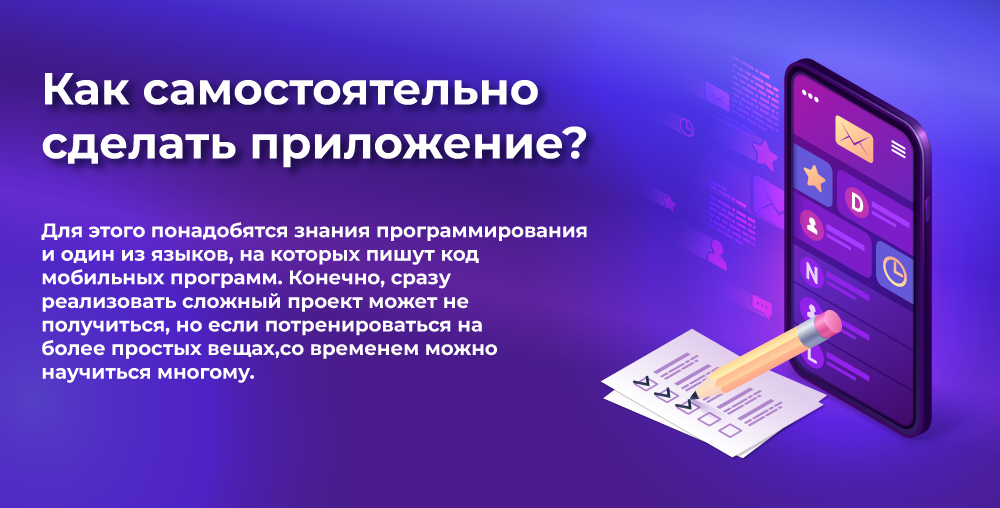 Как самостоятельно
сделать приложение?
Для этого понадобятся знания программирования
и один из языков, на которых пишут код
мобильных программ. Конечно, сразу
реализовать сложный проект может не
получиться, но если потренироваться на
более простых вещах,со временем можно
научиться многому.
D
N
L